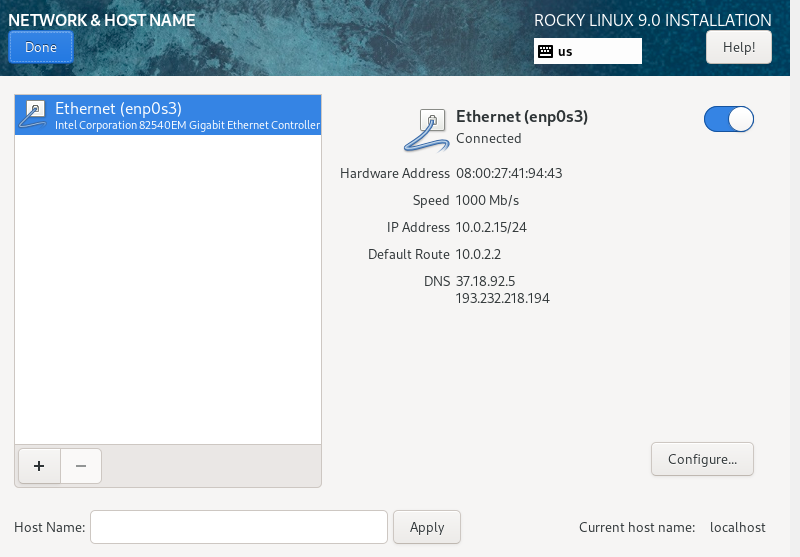 NETWORK & HOST NAME
ROCKY LINUX 9.0 INSTALLATION
Done
us
Help!
Ethernet (enp0s3)
Intel Corporation 82540EM Gigabit Ethernet Controller
Ethernet (enp0s3)
Connected
Hardware Address 08:00:27:41:94:43
Speed 1000 Mb/s
IP Address 10.0.2.15/24
Default Route 10.0.2.2
DNS 37.18.92.5
193.232.218.194
+ −
Configure...
Host Name:
Apply
Current host name: localhost